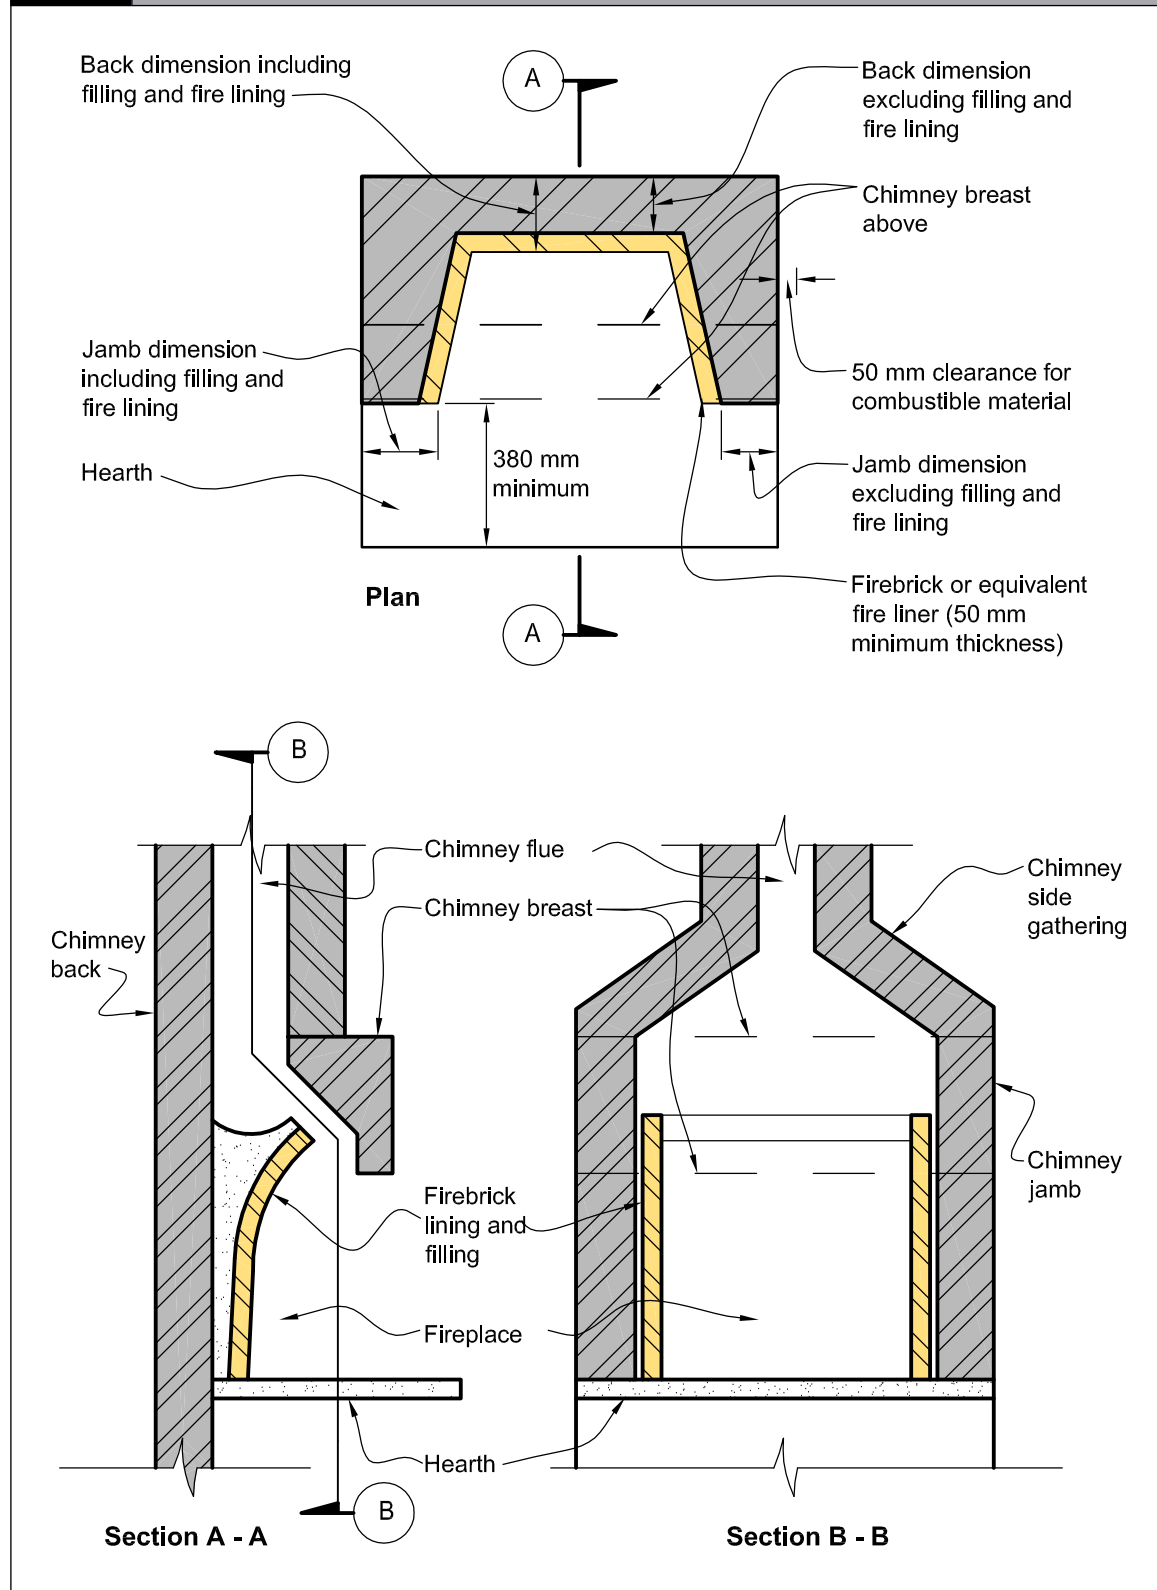 Back dimension including
filling and fire lining
A
Back dimension
excluding filling and
fire lining
Chimney breast
above
Jamb dimension
including filling and
fire lining
50 mm clearance for
combustible material
Hearth
380 mm
minimum
Jamb dimension
excluding filling and
fire lining
Plan
A
Firebrick or equivalent
fire liner (50 mm
minimum thickness)
B
Chimney flue
Chimney
side
gathering
Chimney breast
Chimney
back
Chimney
jamb
Firebrick
lining and
filling
Fireplace
Hearth
B
Section A - A
Section B - B